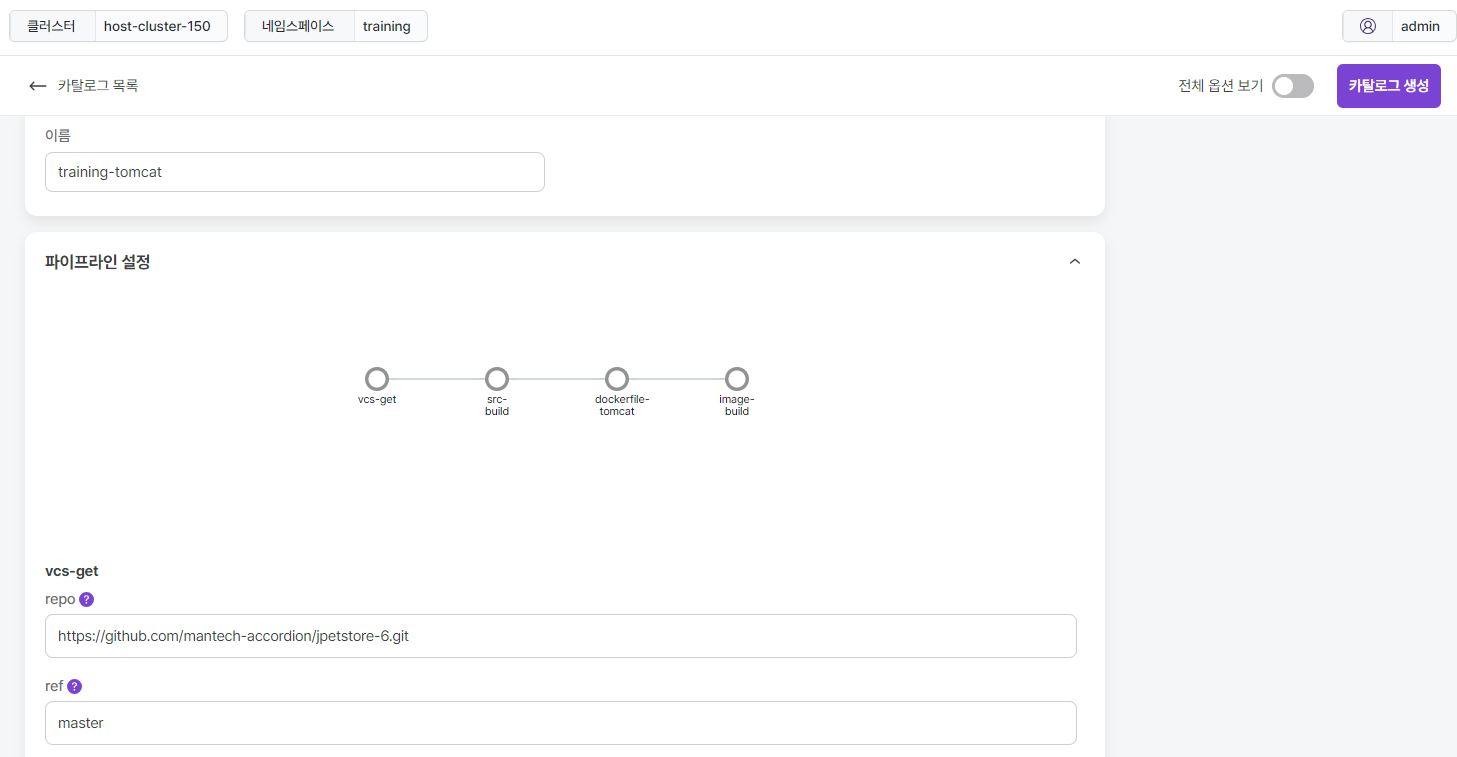 클러스터 host-cluster-150 네임스페이스 training admin
카탈로그 목록 전체 옵션 보기 카탈로그 생성
이름
training-tomcat
파이프라인 설정
vcs-get src- dockerfile- image-
build tomcat build
vcs-get
repo ?
https://github.com/mantech-accordion/jpetstore-6.git
ref ?
master